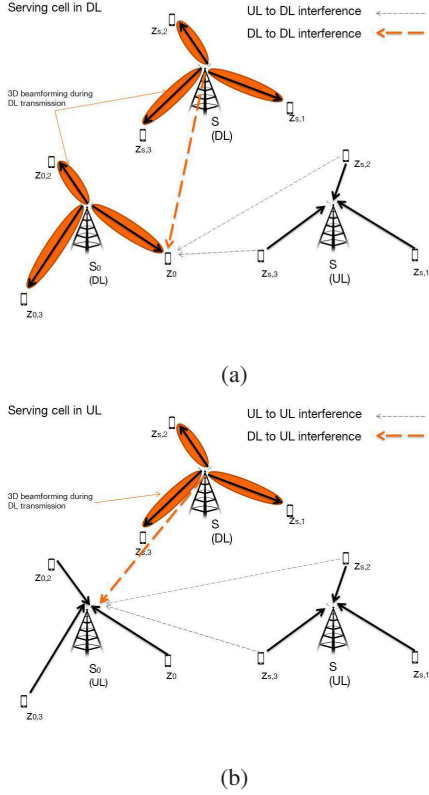 Serving cell in DL
UL to DL interference
DL to DL interference
Zs,2
3D beamforming during
DL transmission
Zs,1
S
(DL)
Zs,3
Z0,2
Zs,2
Z0
Zs,3
Zs,1
S0
(DL)
S
(UL)
Z0,3
(a)
Serving cell in UL
UL to UL interference
DL to UL interference
Zs,2
3D beamforming during
DL transmission
Zs,1
S
(DL)
Zs,3
Z0,2
Zs,2
Z0
Zs,3
Zs,1
S0
(UL)
S
(UL)
Z0,3
(b)